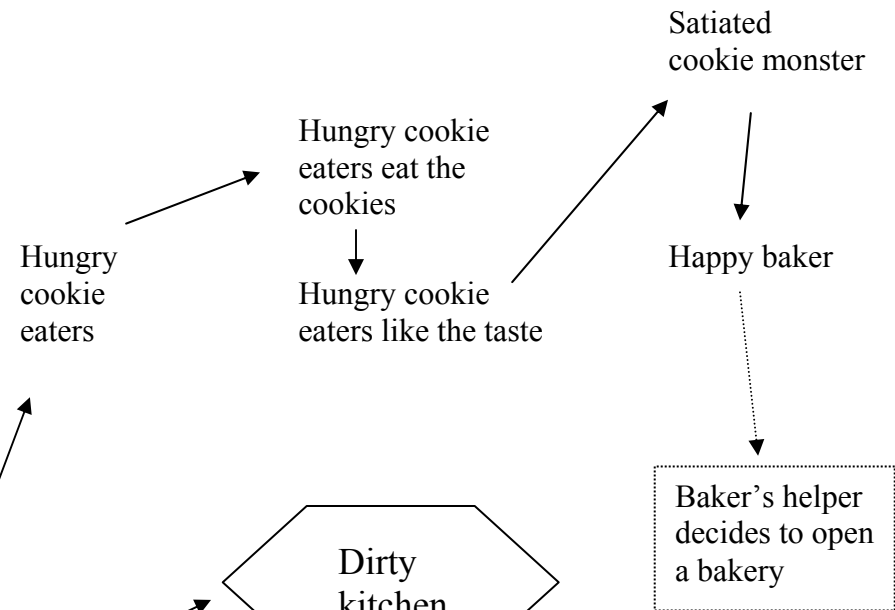 Satiated
cookie monster
Hungry cookie
eaters eat the
cookies
Hungry
cookie
eaters
Hungry cookie
eaters like the taste
Happy baker
Baker’s helper
decides to open
a bakery
Dirty
kitchen